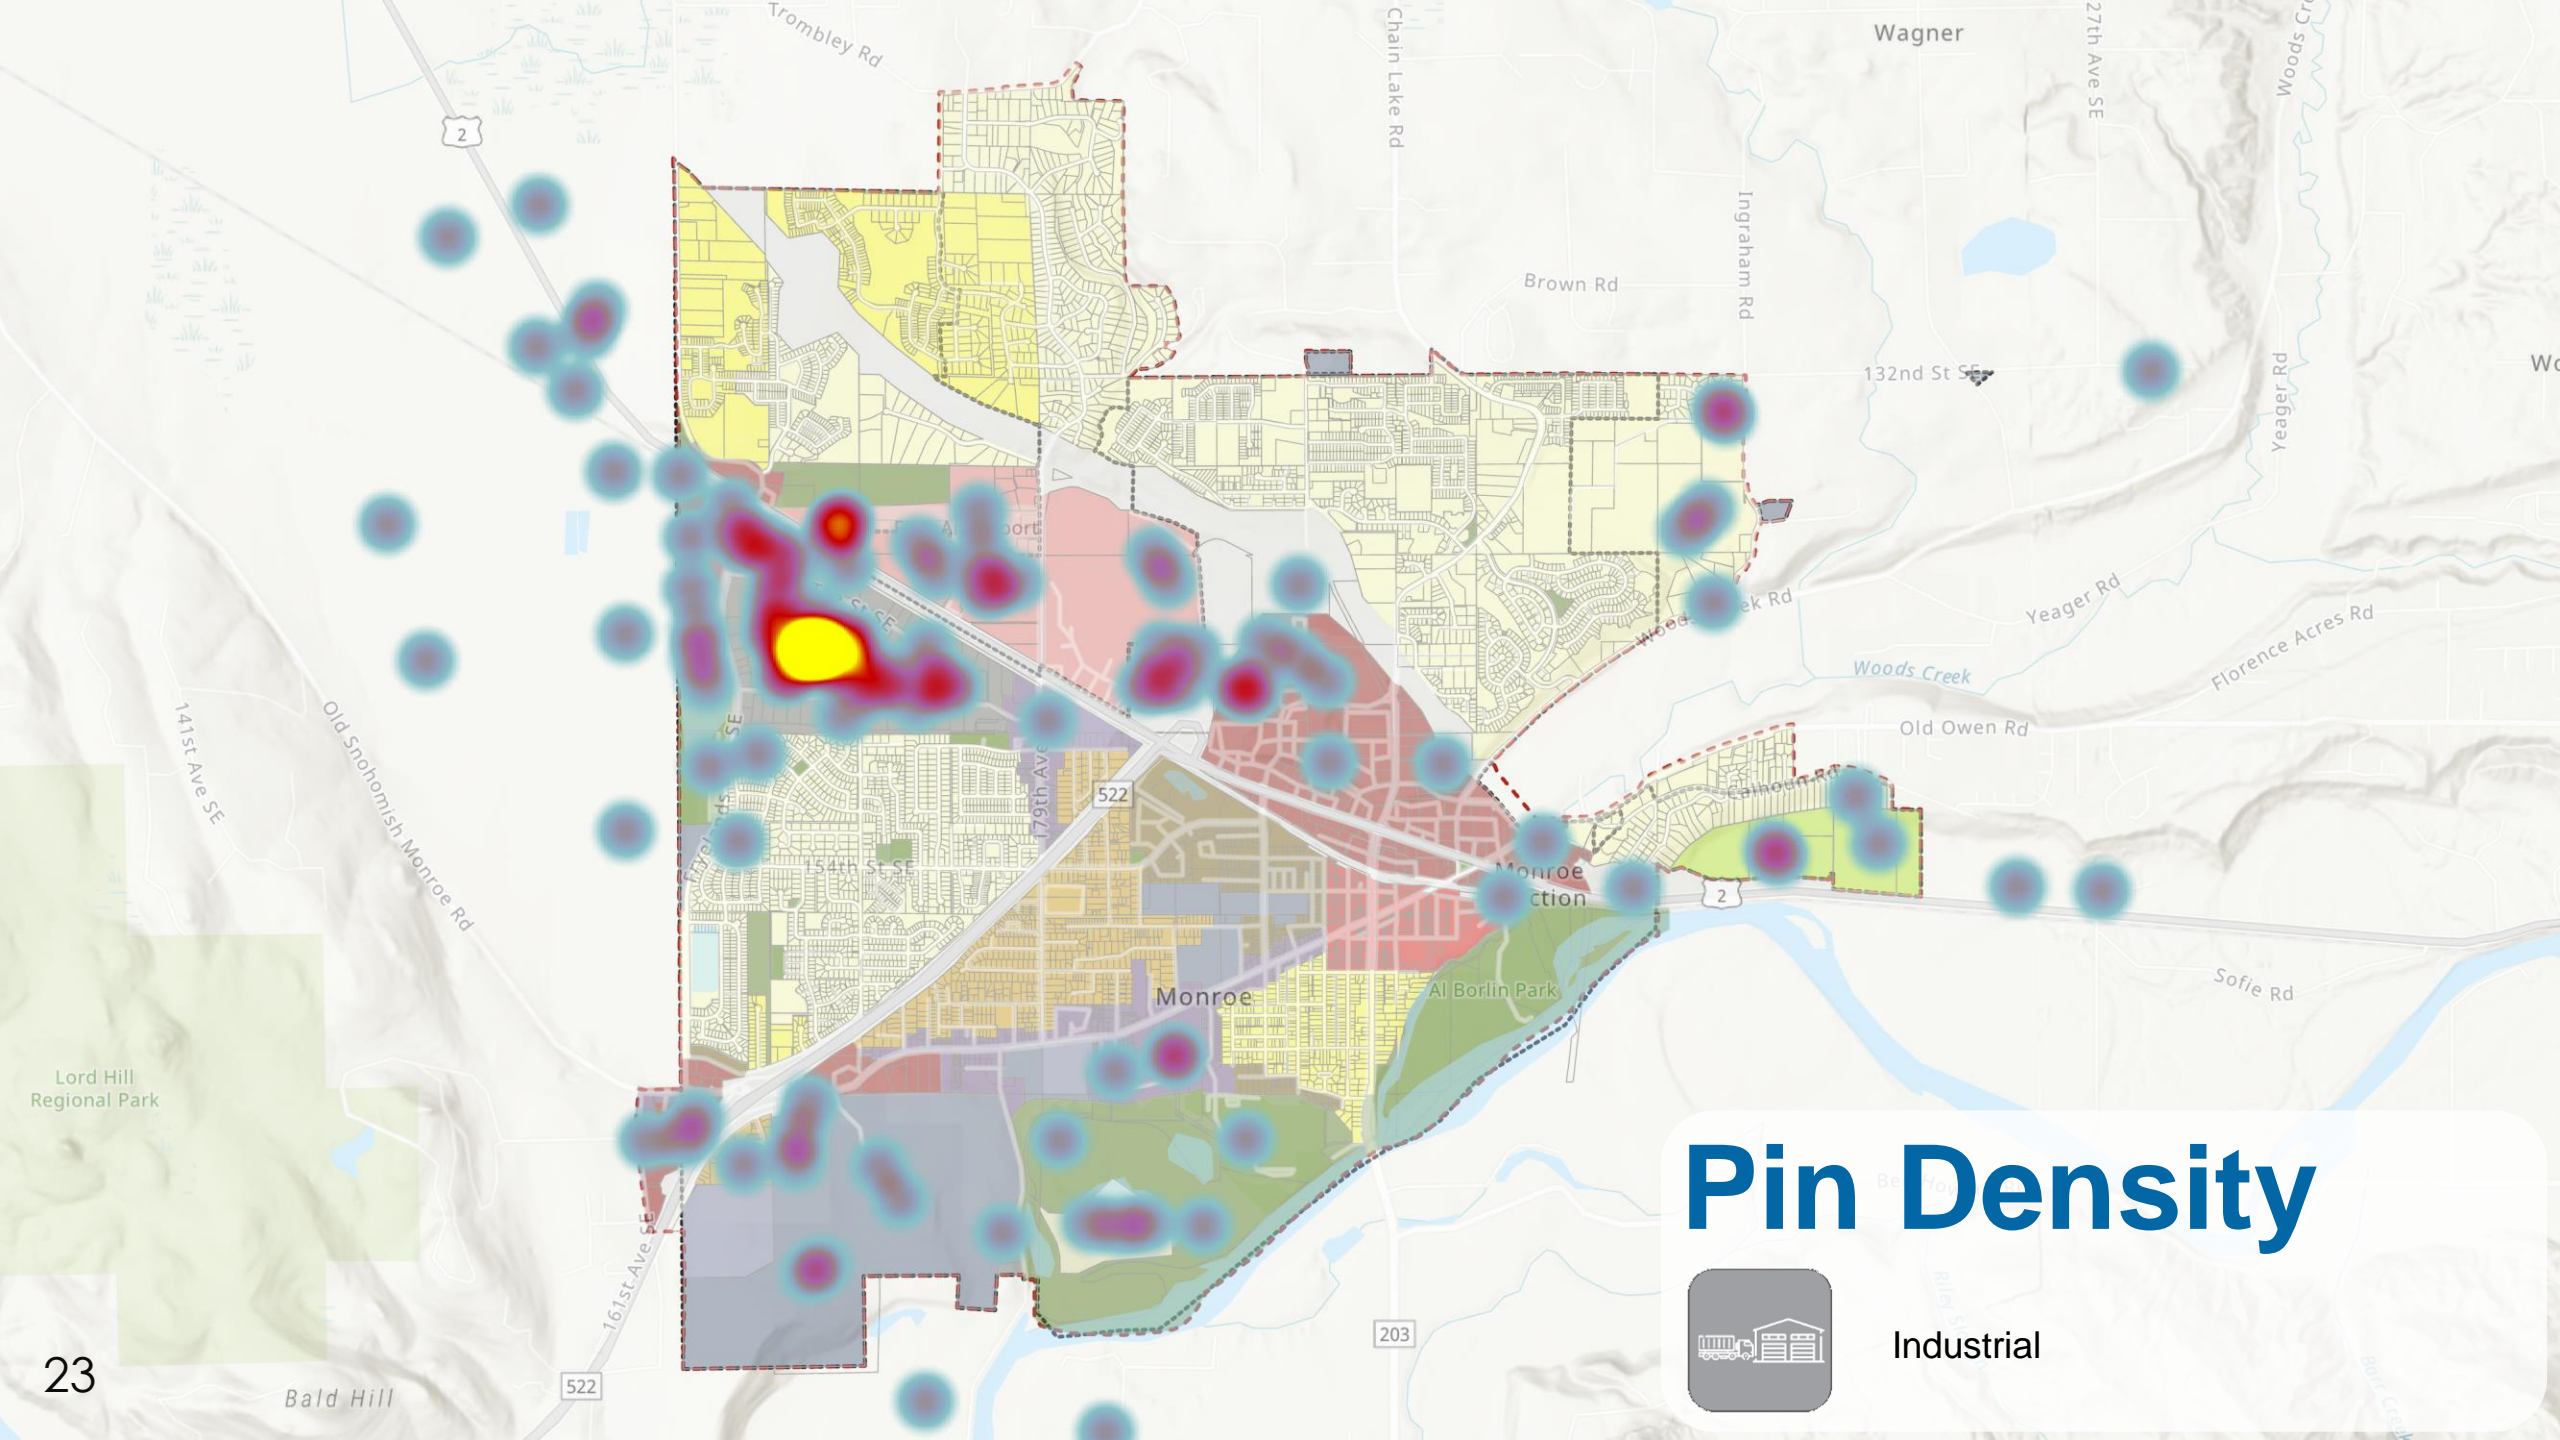 Trombley Rd
Chain Lake Rd
Wagner
27th Ave SE
2
Ingraham Rd
Brown Rd
132nd St SE
Yeager Rd
Yeager Rd
Florence Acres Rd
Woods Creek
Old Owen Rd
141st Ave SE
Old Snohomish Monroe Rd
179th Ave
522
Calhoun Rd
154th St SE
Monroe
2
Sofie Rd
Monroe
Al Borlin Park
Lord Hill
Regional Park
161st Ave SE
203
522
Bald Hill
Pin Density
Industrial
23